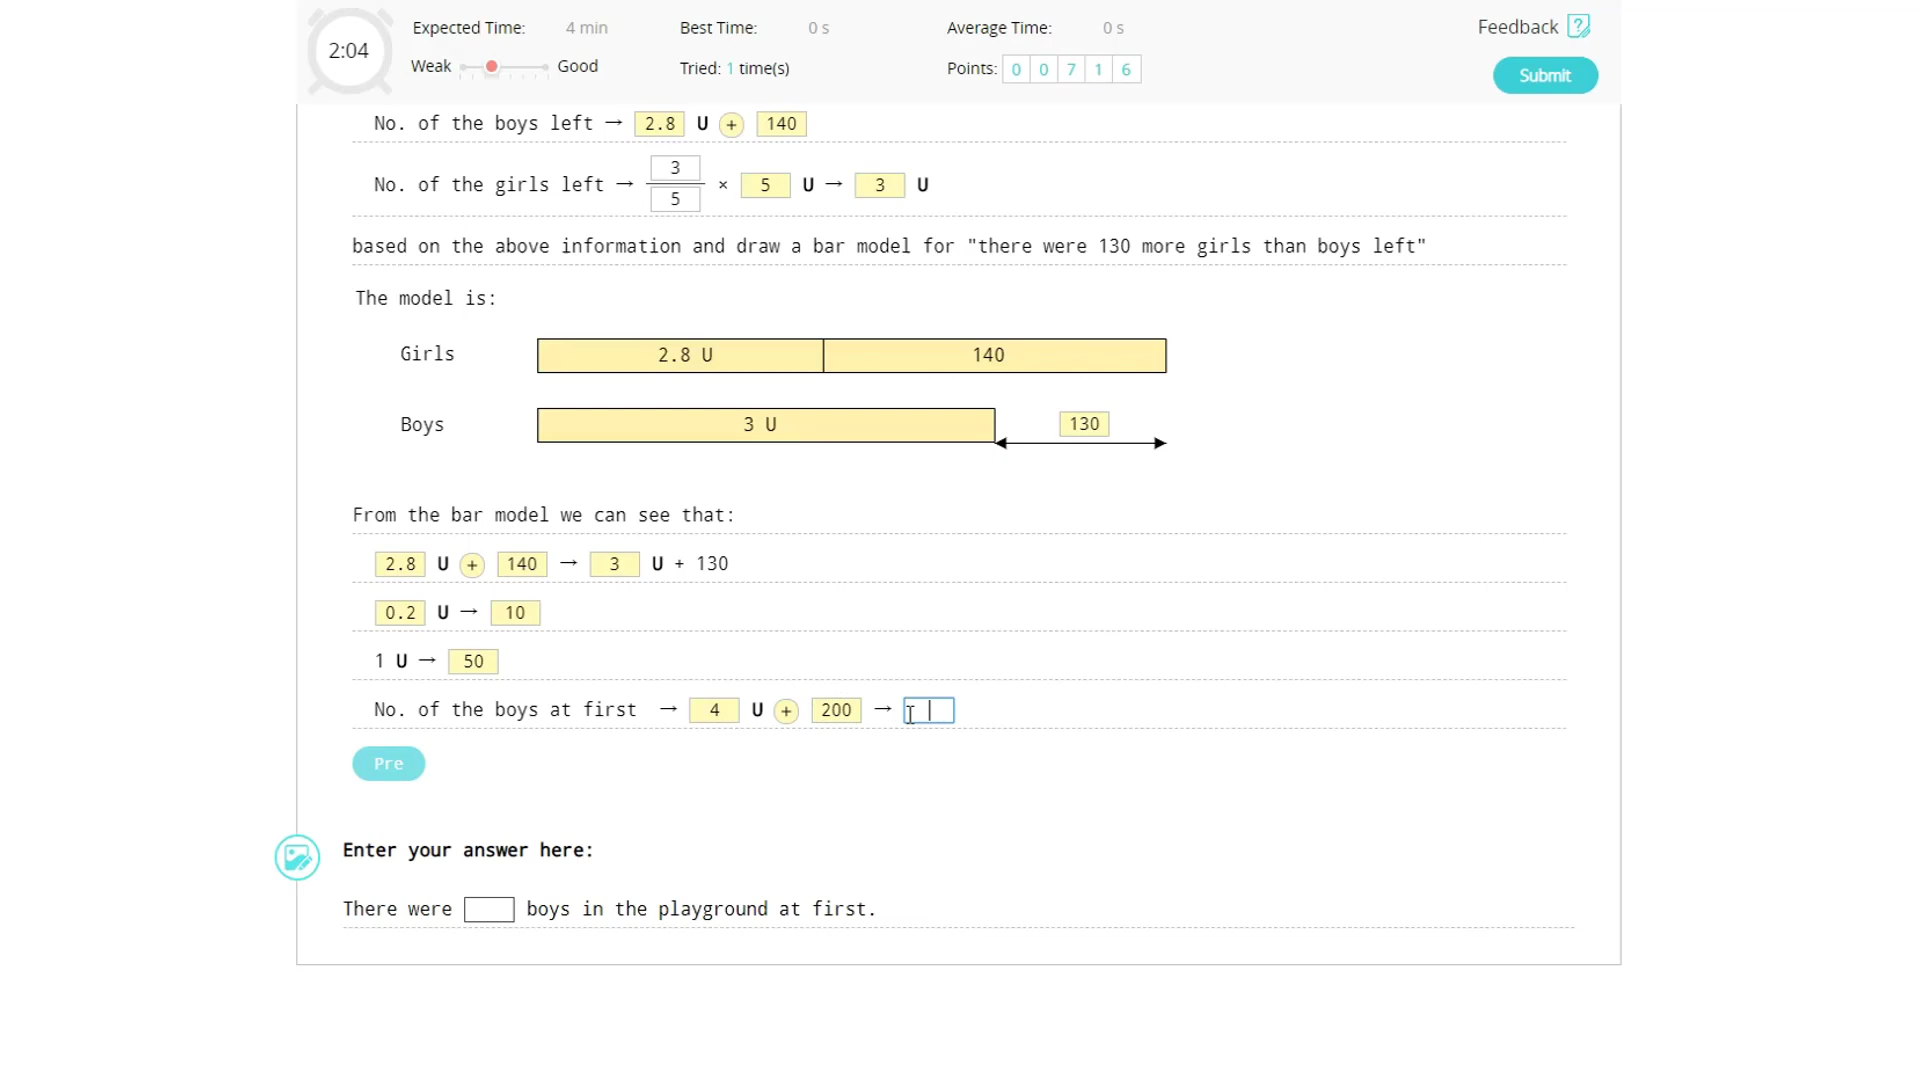 Expected Time: 4 min Best Time: 0 s Average Time: 0 s Feedback
2:04
Weak Good Tried: 1 time(s) Points: 0 0 7 1 6 Submit
No. of the boys left → 2.8 U + 140
No. of the girls left → 3/5 × 5 U → 3 U
based on the above information and draw a bar model for "there were 130 more girls than boys left"
The model is:
Girls 2.8 U 140
Boys 3 U 130
From the bar model we can see that:
2.8 U + 140 → 3 U + 130
0.2 U → 10
1 U → 50
No. of the boys at first → 4 U + 200 →
Pre
Enter your answer here:
There were boys in the playground at first.